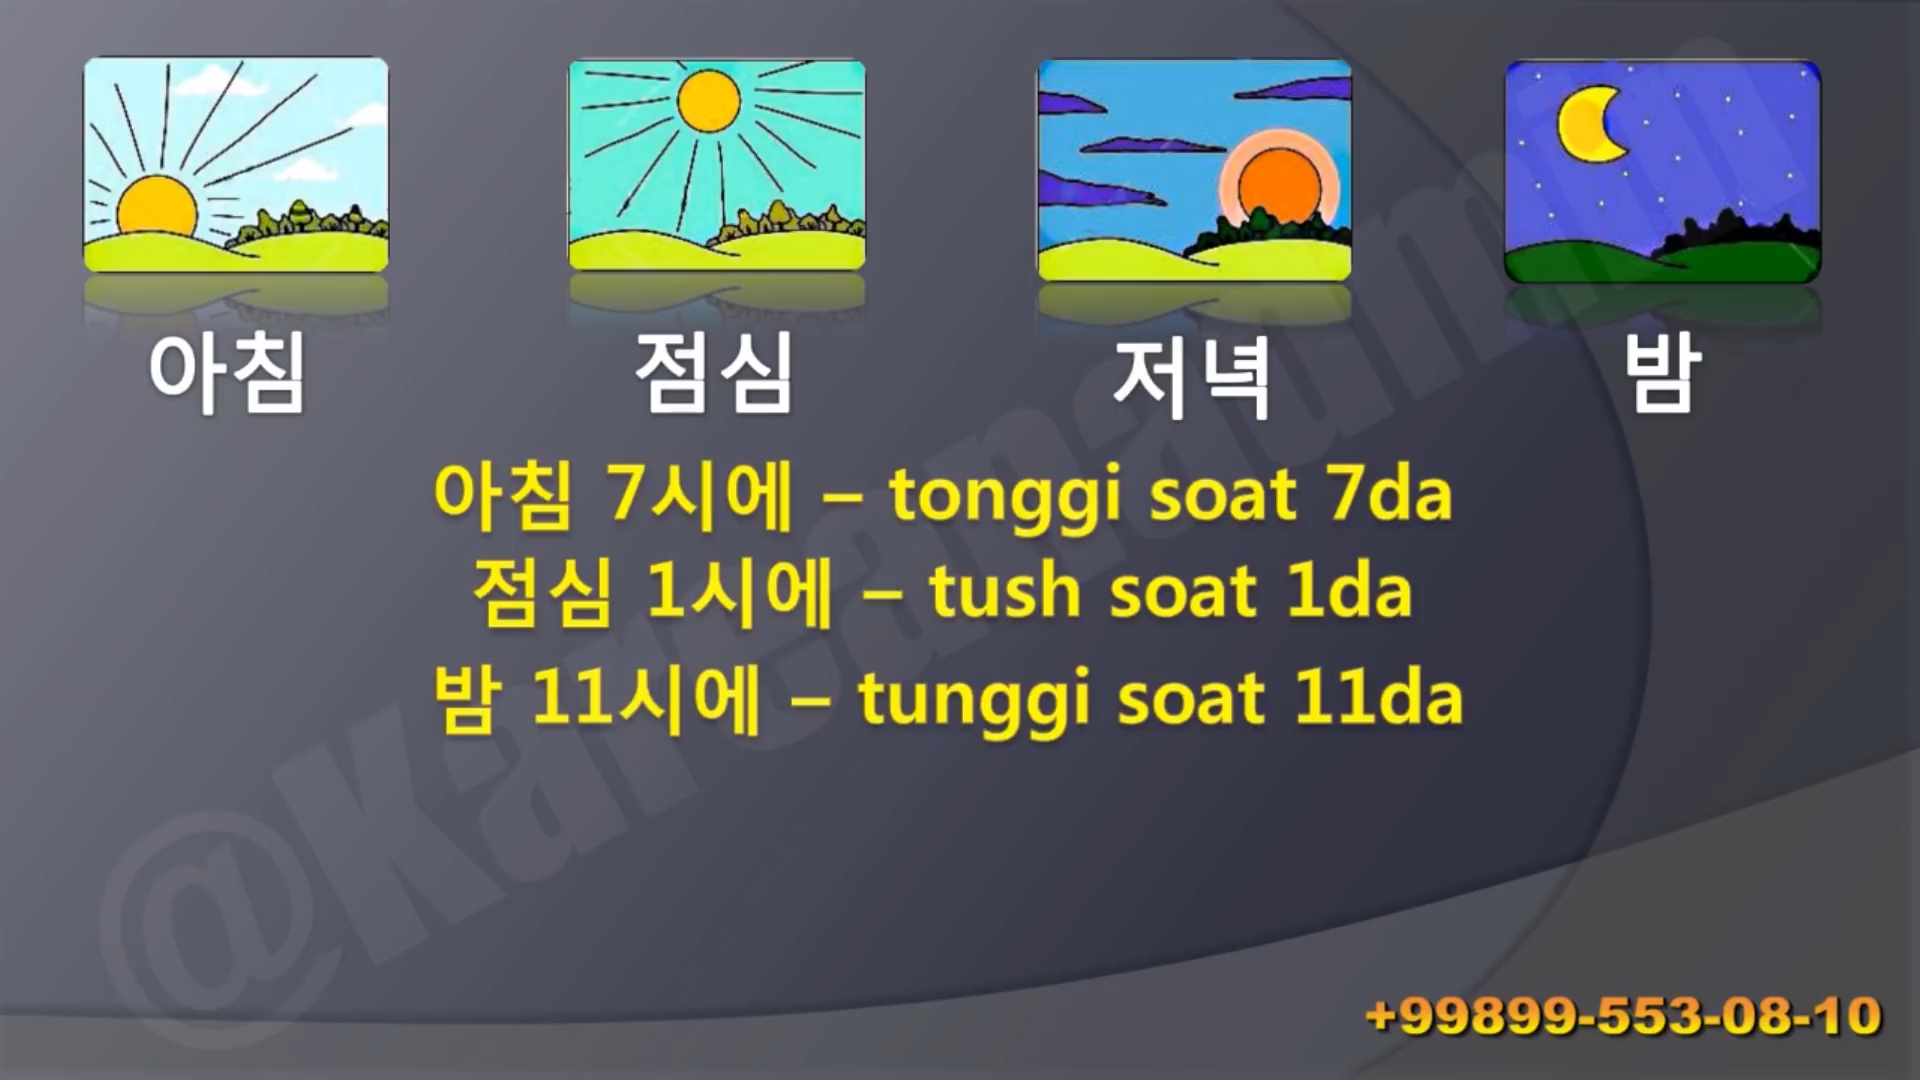 아침 점심 저녁 밤
아침 7시에 – tonggi soat 7da
점심 1시에 – tush soat 1da
밤 11시에 – tunggi soat 11da
+99899-553-08-10